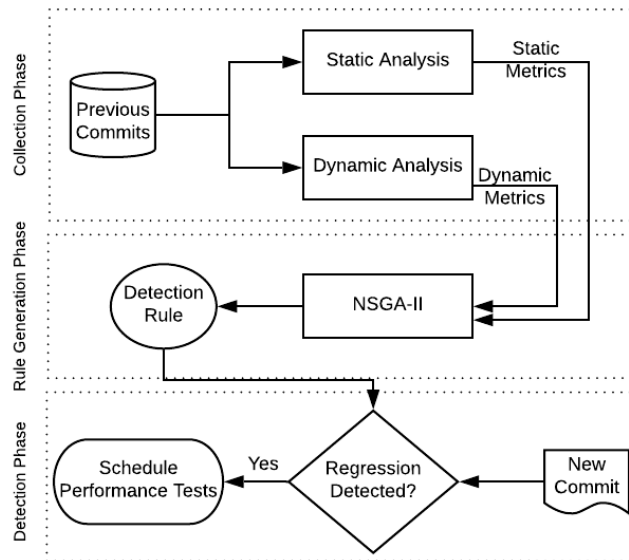 Collection Phase
Previous
Commits
Static Analysis
Static
Metrics
Dynamic Analysis
Dynamic
Metrics
Rule Generation Phase
Detection
Rule
NSGA-II
Detection Phase
Schedule
Performance Tests
Yes
Regression
Detected?
New
Commit